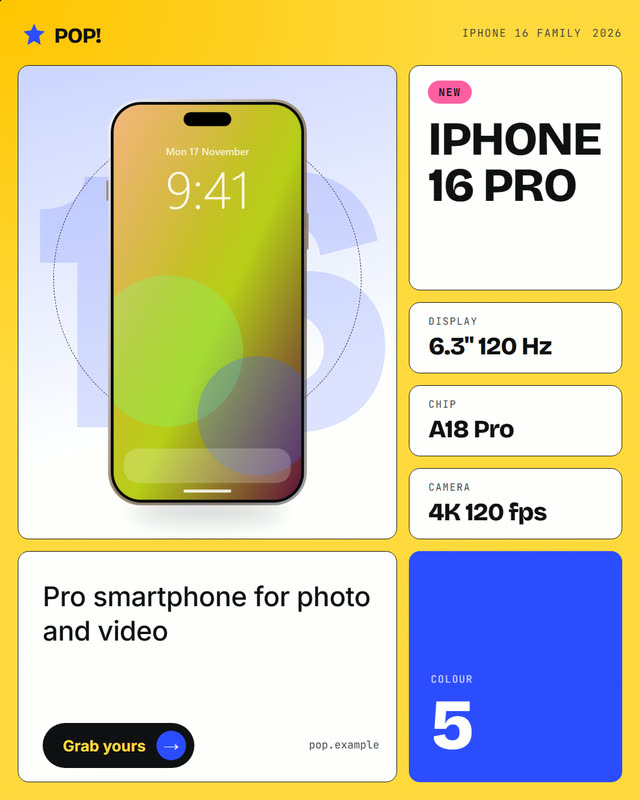 POP!
IPHONE 16 FAMILY 2026
16
Mon 17 November
9:41
NEW
IPHONE
16 PRO
DISPLAY
6.3" 120 Hz
CHIP
A18 Pro
CAMERA
4K 120 fps
Pro smartphone for photo
and video
Grab yours →
pop.example
COLOUR
5